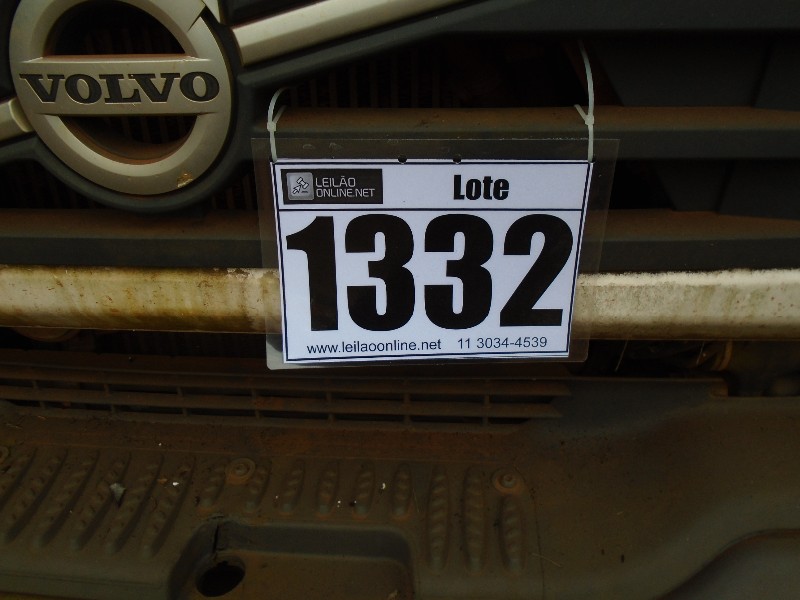 VOLVO
LEILÃO
ONLINE.NET
Lote
1332
www.leilaoonline.net 11 3034-4539